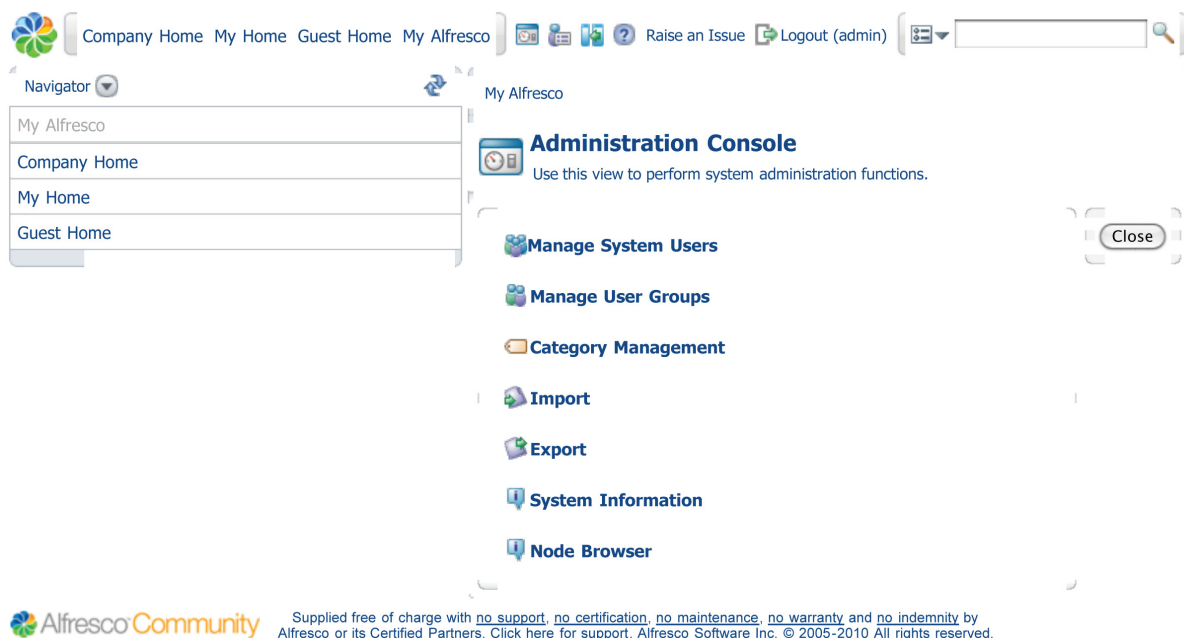 Company Home My Home Guest Home My Alfresco Raise an Issue Logout (admin)
Navigator
My Alfresco
Company Home
My Home
Guest Home
My Alfresco
Administration Console
Use this view to perform system administration functions.
Manage System Users
Manage User Groups
Category Management
Import
Export
System Information
Node Browser
Close
Alfresco Community
Supplied free of charge with no support, no certification, no maintenance, no warranty and no indemnity by
Alfresco or its Certified Partners. Click here for support. Alfresco Software Inc. © 2005-2010 All rights reserved.